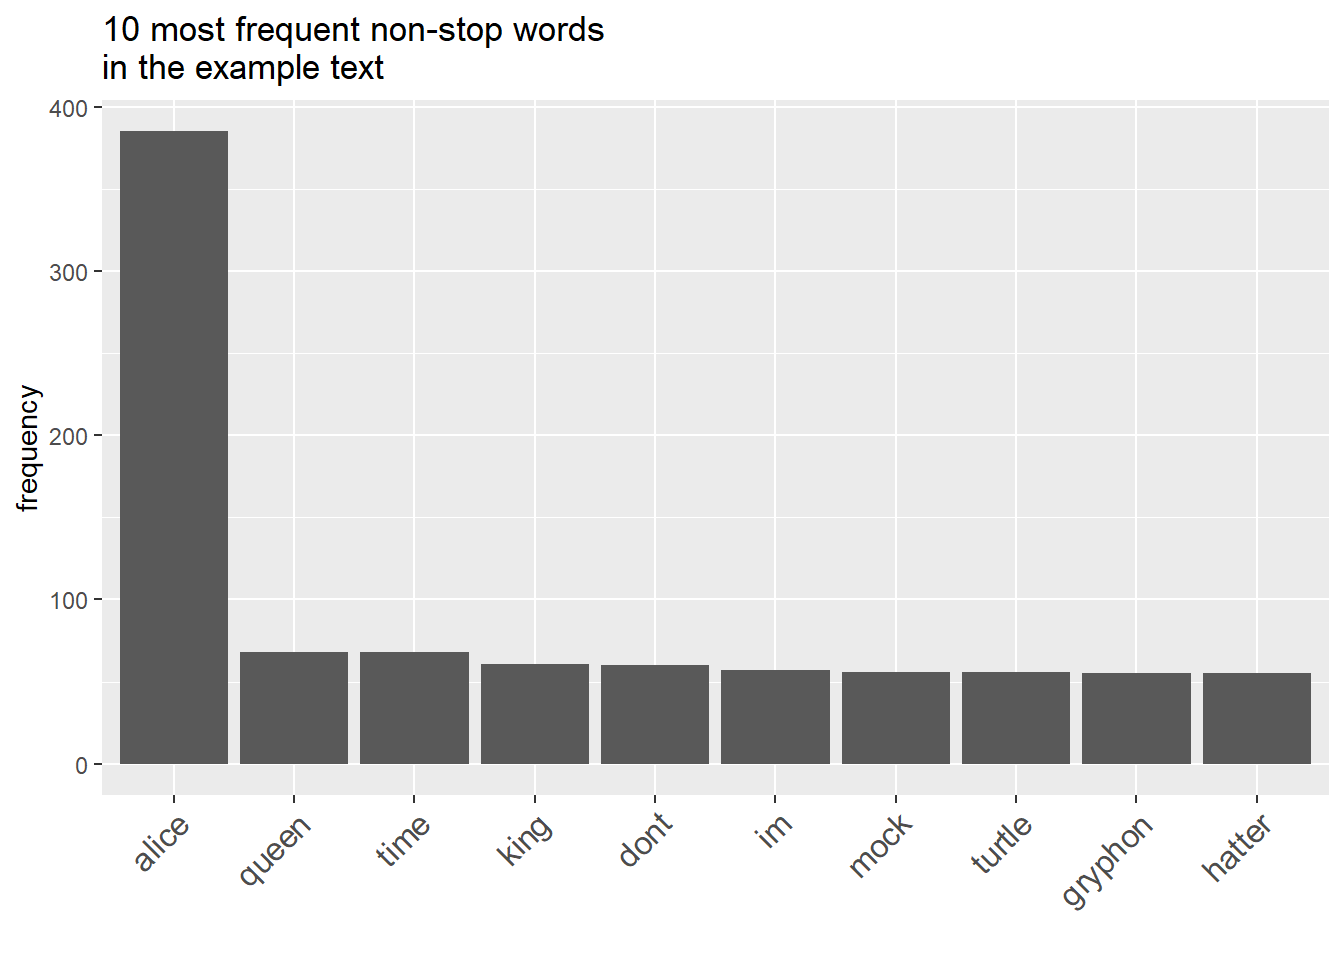 10 most frequent non-stop words
in the example text
400
300
200
100
0
frequency
alice
queen
time
king
dont
im
mock
turtle
gryphon
hatter